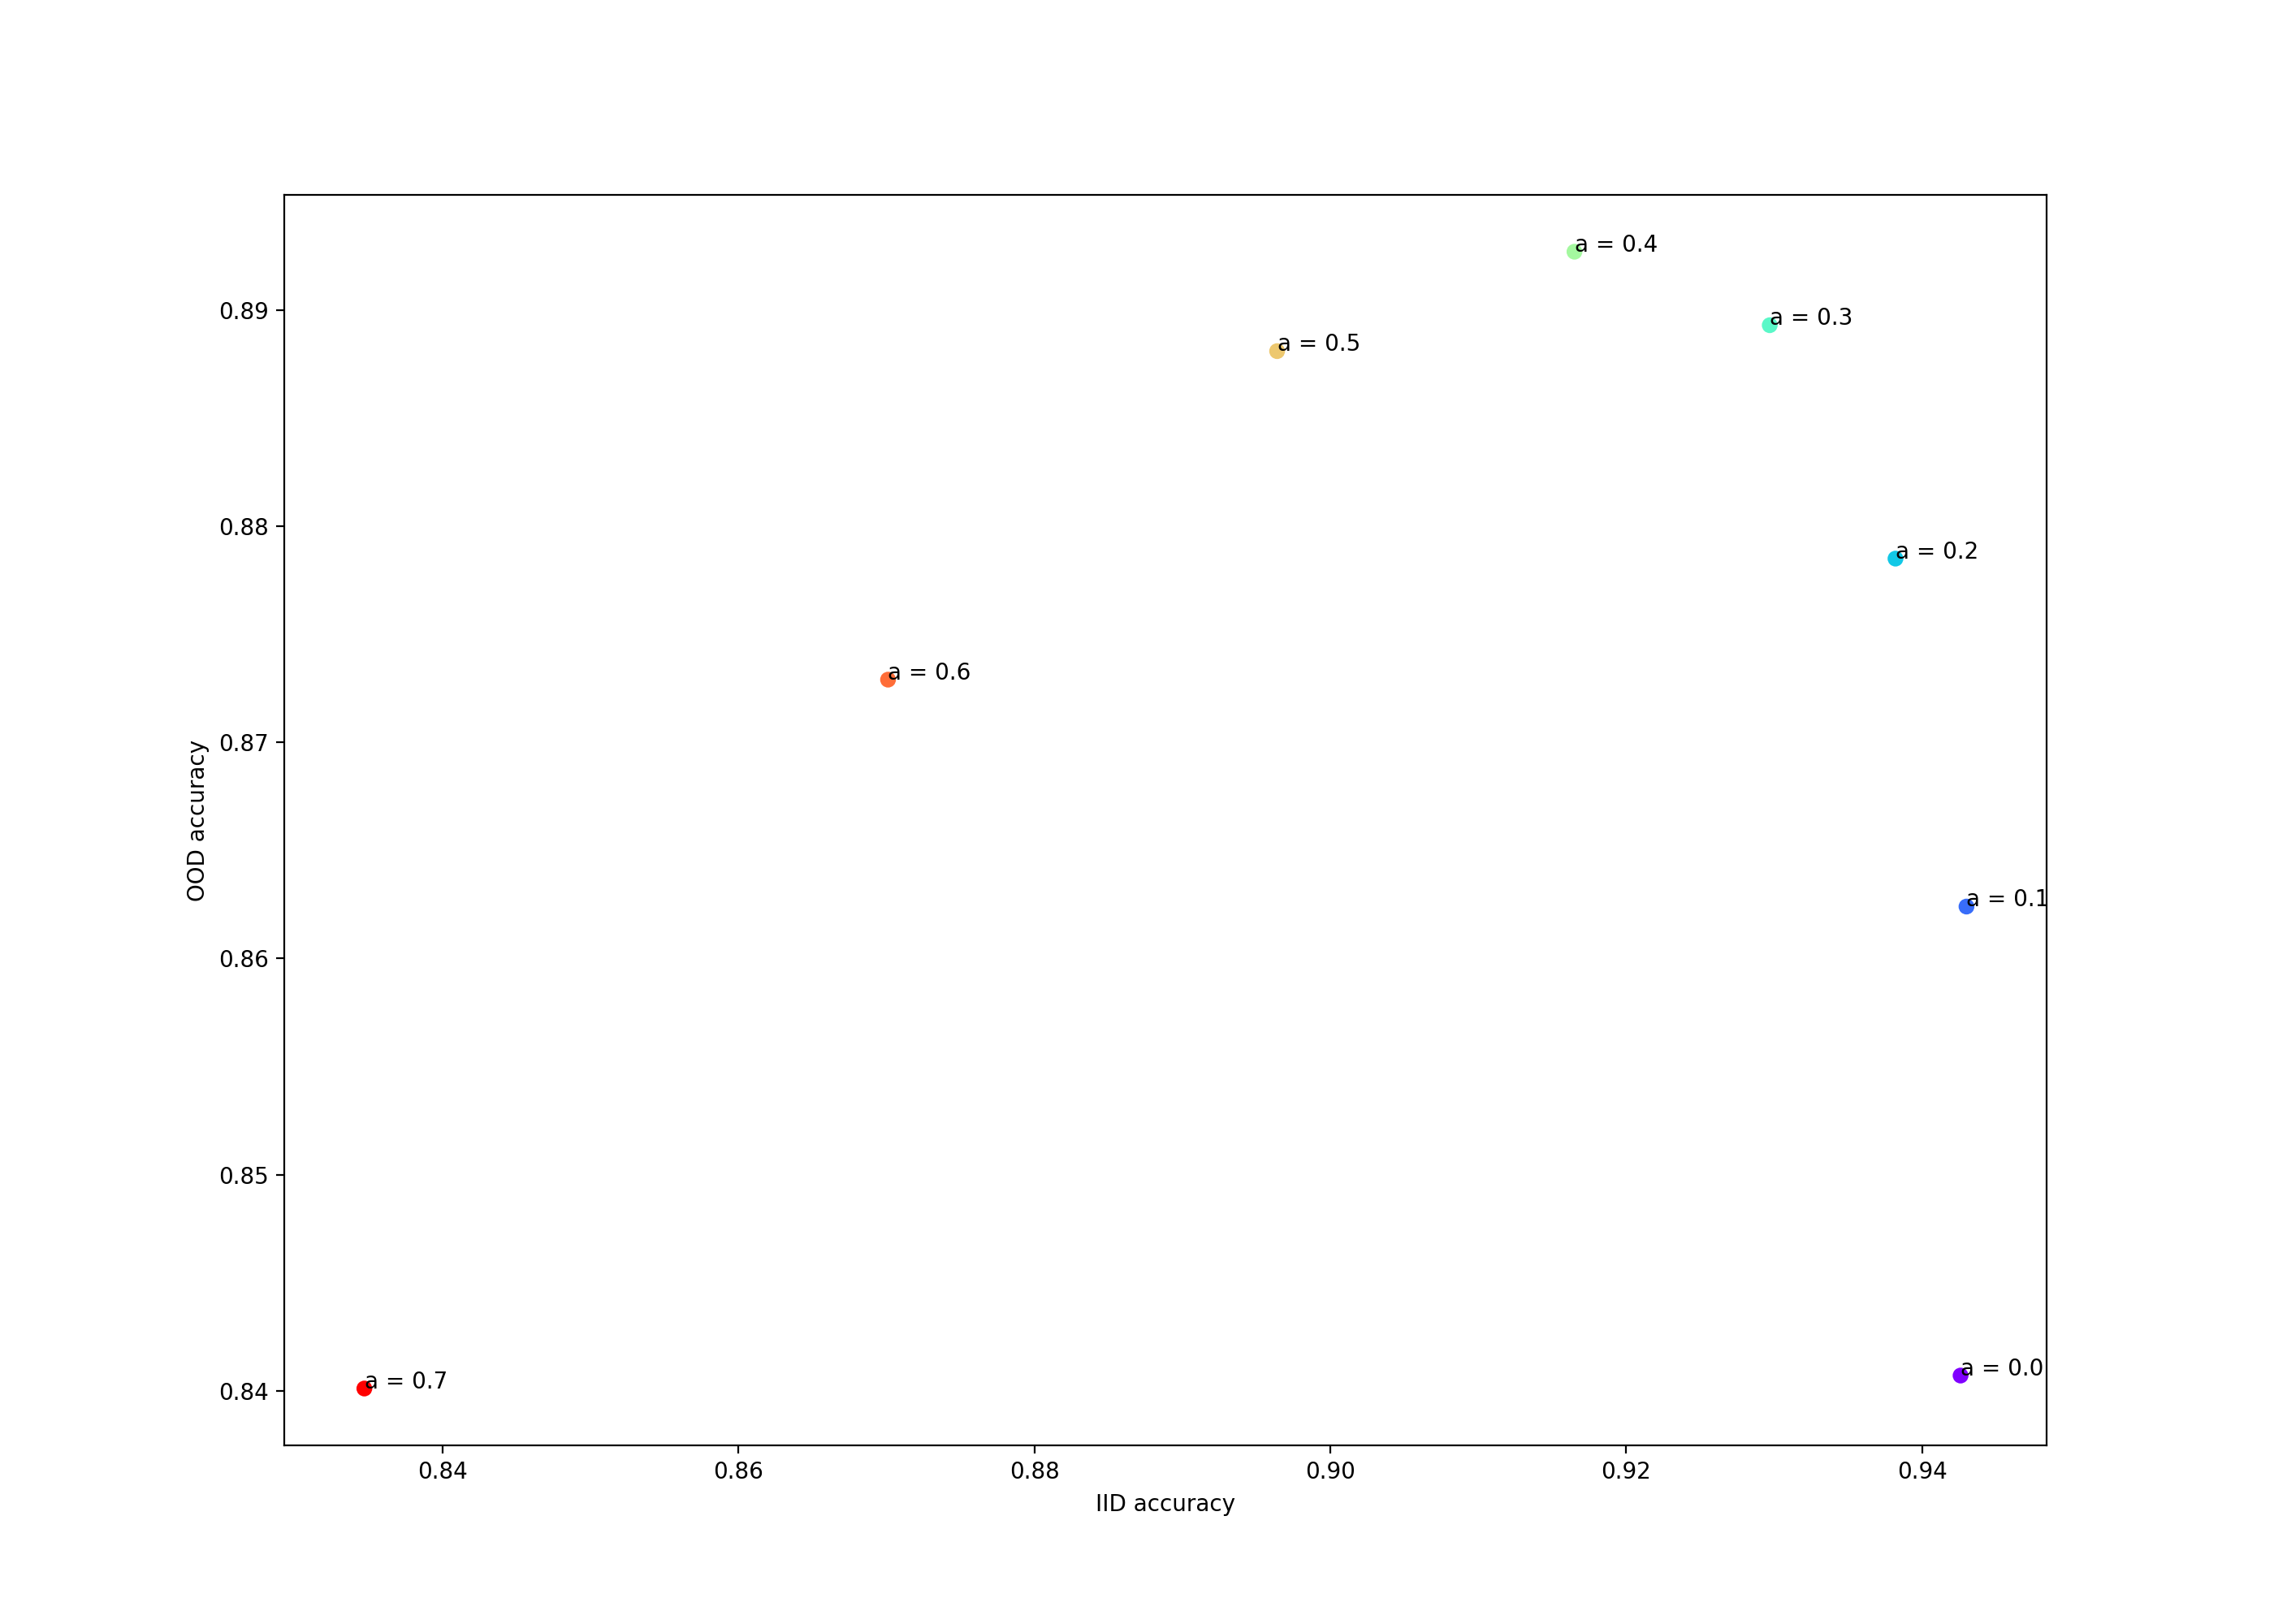 a = 0.4
0.89
a = 0.3
a = 0.5
0.88
a = 0.2
a = 0.6
0.87
OOD accuracy
a = 0.1
0.86
0.85
a = 0.0
a = 0.7
0.84
0.84 0.86 0.88 0.90 0.92 0.94
IID accuracy